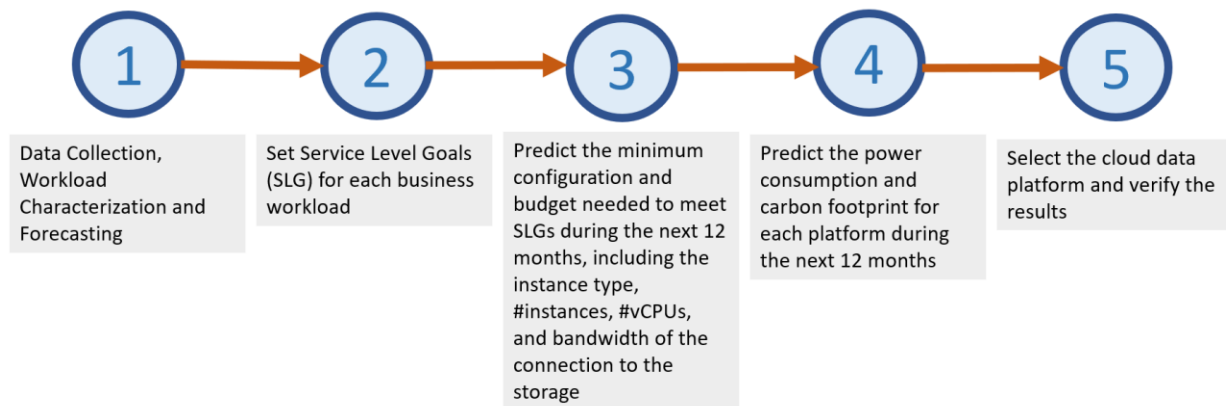 1
2
3
4
5
Data Collection,
Workload
Characterization and
Forecasting
Set Service Level Goals
(SLG) for each business
workload
Predict the minimum
configuration and
budget needed to meet
SLGs during the next 12
months, including the
instance type,
#instances, #vCPUs,
and bandwidth of the
connection to the
storage
Predict the power
consumption and
carbon footprint for
each platform during
the next 12 months
Select the cloud data
platform and verify the
results